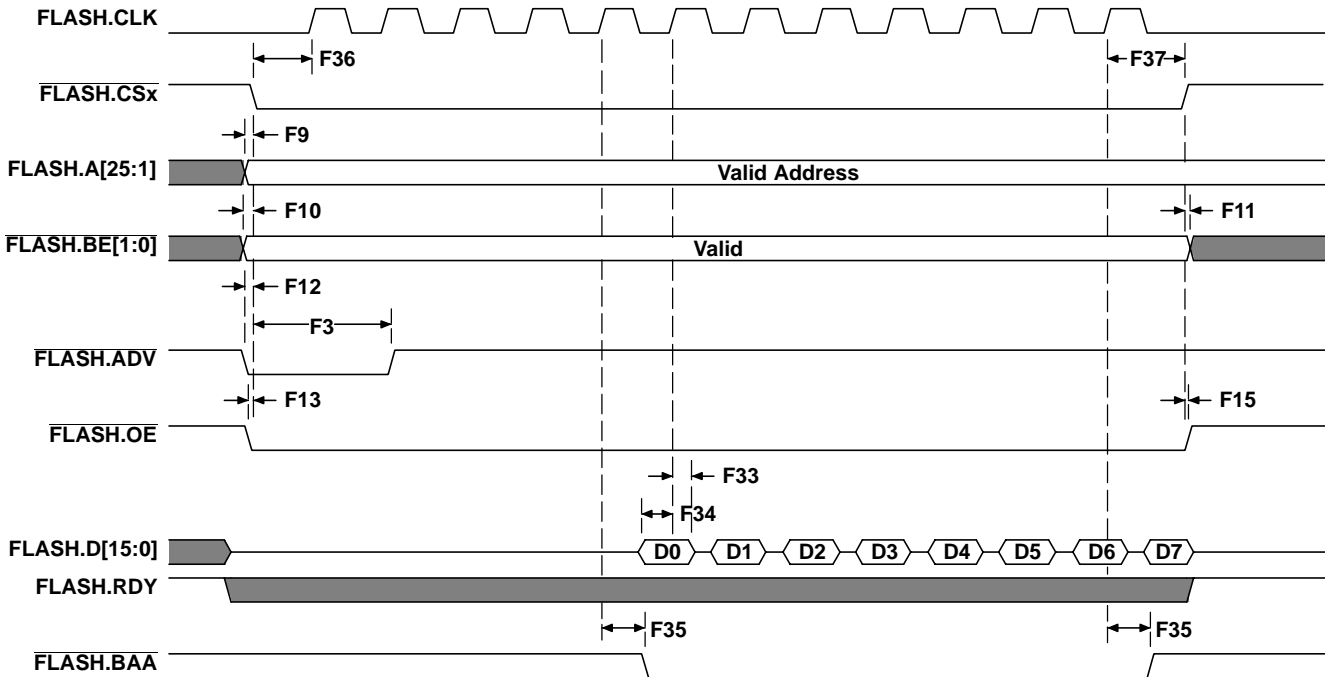 FLASH.CLK
F36
F37
FLASH.CSx
F9
FLASH.A[25:1]
Valid Address
F10
F11
FLASH.BE[1:0]
Valid
F12
F3
FLASH.ADV
F13
F15
FLASH.OE
F33
F34
FLASH.D[15:0]
D0 D1 D2 D3 D4 D5 D6 D7
FLASH.RDY
F35
F35
FLASH.BAA